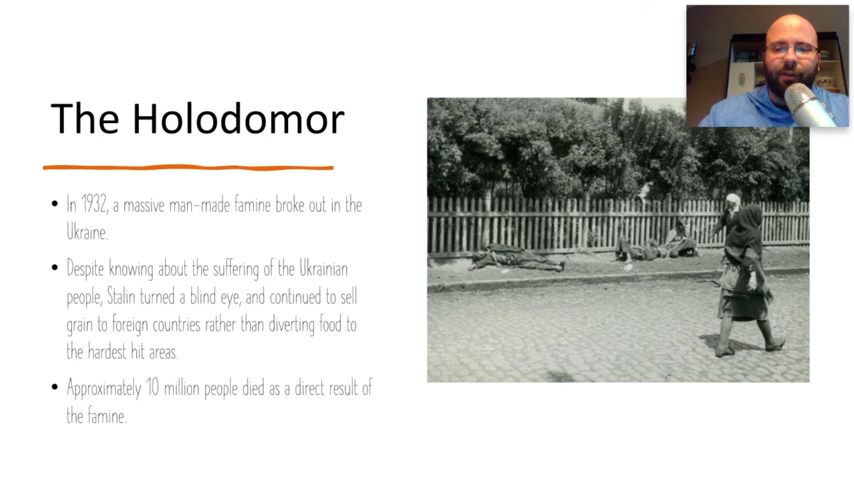 The Holodomor
• In 1932, a massive man-made famine broke out in the
Ukraine.
• Despite knowing about the suffering of the Ukrainian
people, Stalin turned a blind eye, and continued to sell
grain to foreign countries rather than diverting food to
the hardest hit areas.
• Approximately 10 million people died as a direct result of
the famine.